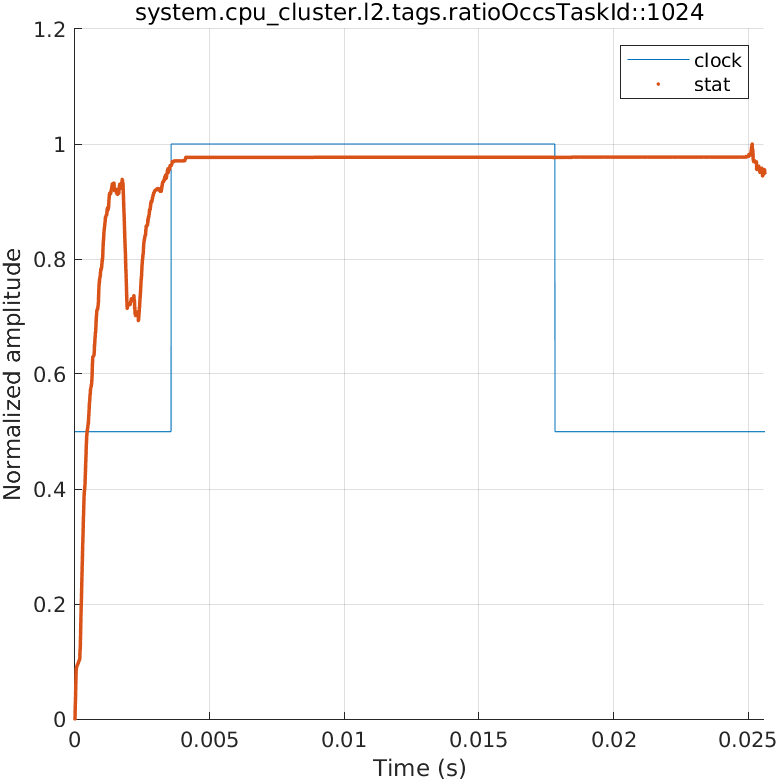 system.cpu_cluster.l2.tags.ratioOccsTaskId::1024
1.2
clock
stat
1
0.8
0.6
0.4
0.2
0
Normalized amplitude
0 0.005 0.01 0.015 0.02 0.025
Time (s)